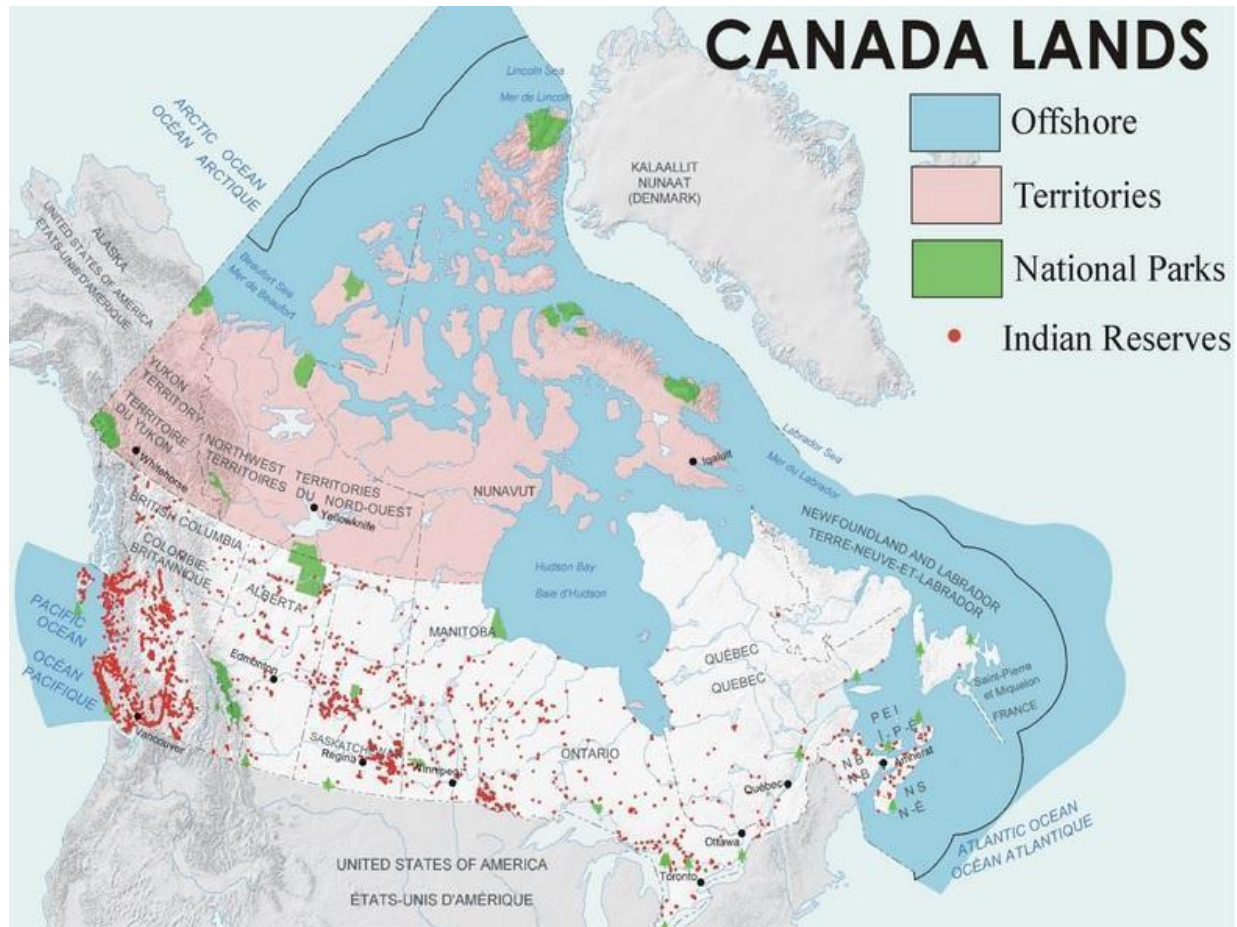 CANADA LANDS
Offshore
Territories
National Parks
Indian Reserves
Lincoln Sea
Mer de Lincoln
ARCTIC OCEAN
OCÉAN ARCTIQUE
KALAALLIT
NUNAAT
(DENMARK)
ALASKA
UNITED STATES OF AMERICA
ÉTATS-UNIS D'AMÉRIQUE
Beaufort Sea
Mer de Beaufort
YUKON
TERRITORY
TERRITOIRE
DU YUKON
Whitehorse
NORTHWEST TERRITORIES
TERRITOIRES DU NORD-OUEST
Yellowknife
NUNAVUT
Iqaluit
Labrador Sea
Mer du Labrador
BRITISH COLUMBIA
COLOMBIE-
BRITANNIQUE
ALBERTA
Hudson Bay
Baie d'Hudson
NEWFOUNDLAND AND LABRADOR
TERRE-NEUVE-ET-LABRADOR
PACIFIC
OCEAN
OCÉAN
PACIFIQUE
MANITOBA
Edmonton
QUÉBEC
QUEBEC
Saint-Pierre
et Miquelon
FRANCE
Vancouver
SASKATCHEWAN
Regina
Winnipeg
ONTARIO
PEI
I-P-É
NB
N-B
Amherst
NS
N-É
Québec
Ottawa
Toronto
ATLANTIC OCEAN
OCÉAN ATLANTIQUE
UNITED STATES OF AMERICA
ÉTATS-UNIS D'AMÉRIQUE